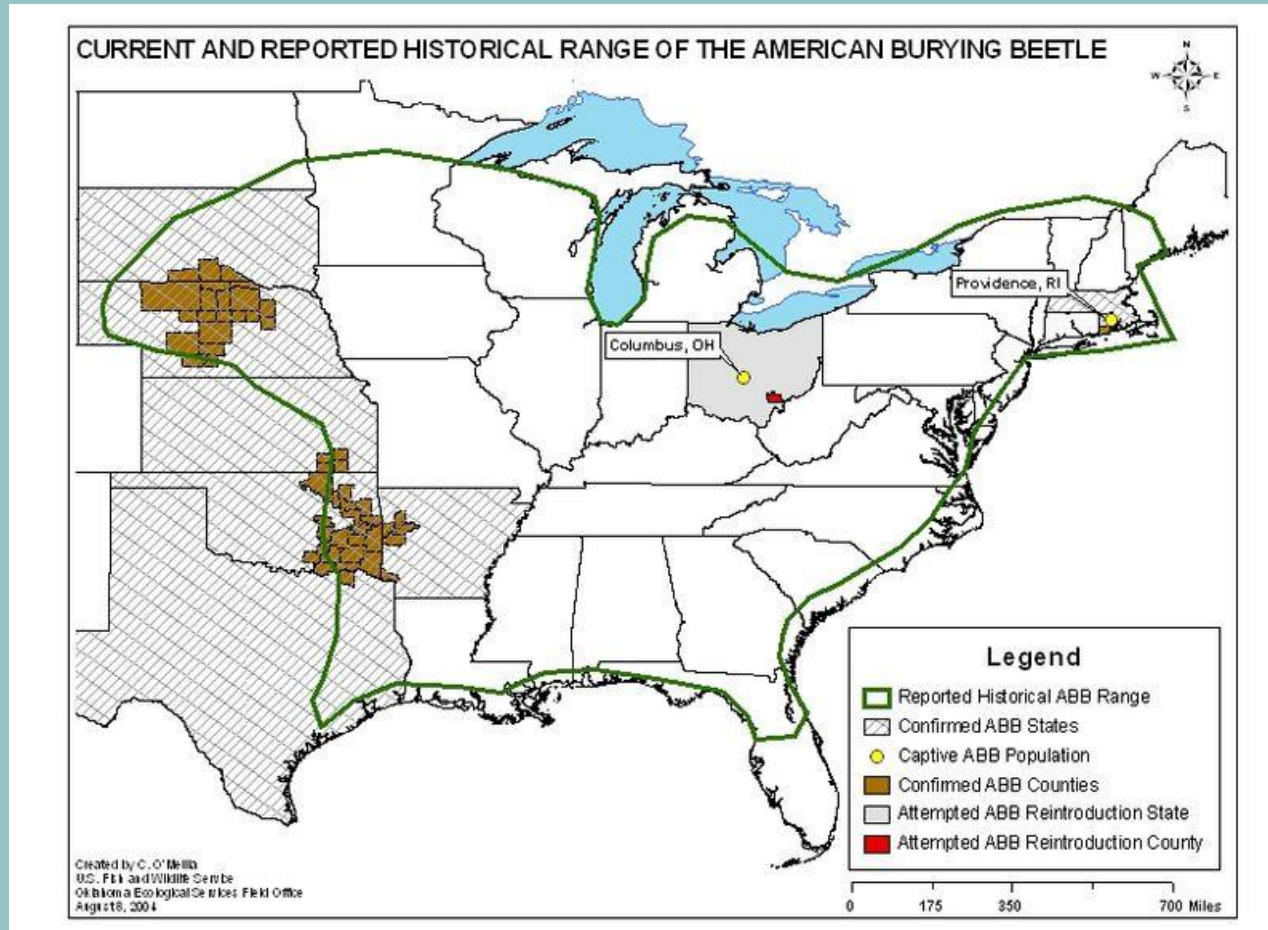 CURRENT AND REPORTED HISTORICAL RANGE OF THE AMERICAN BURYING BEETLE
N
W
E
S
Providence, RI
Columbus, OH
Legend
Reported Historical ABB Range
Confirmed ABB States
Captive ABB Population
Confirmed ABB Counties
Attempted ABB Reintroduction State
Attempted ABB Reintroduction County
Created by C. O'Meilia
U.S. Fish and Wildlife Service
Oklahoma Ecological Services Field Office
August 8, 2004
0 175 350 700 Miles